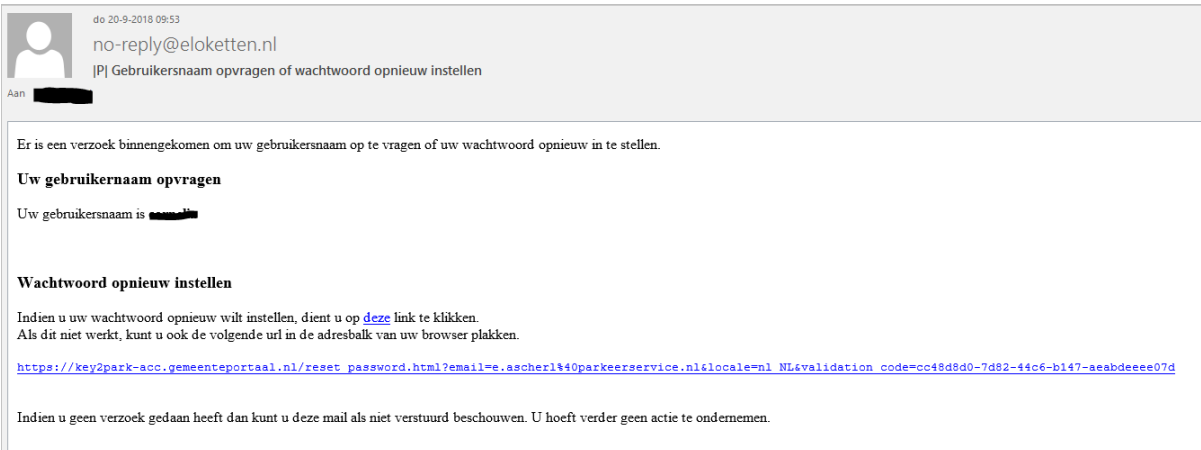 do 20-9-2018 09:53
no-reply@eloketten.nl
|P| Gebruikersnaam opvragen of wachtwoord opnieuw instellen
Aan
Er is een verzoek binnengekomen om uw gebruikersnaam op te vragen of uw wachtwoord opnieuw in te stellen.
Uw gebruikernaam opvragen
Uw gebruikersnaam is
Wachtwoord opnieuw instellen
Indien u uw wachtwoord opnieuw wilt instellen, dient u op deze link te klikken.
Als dit niet werkt, kunt u ook de volgende url in de adresbalk van uw browser plakken.
https://key2park-acc.gemeenteportaal.nl/reset_password.html?email=e.ascherl%40parkeerservice.nl&locale=nl_NL&validation_code=cc48d8d0-7d82-44c6-b147-aeabdeeee07d
Indien u geen verzoek gedaan heeft dan kunt u deze mail als niet verstuurd beschouwen. U hoeft verder geen actie te ondernemen.